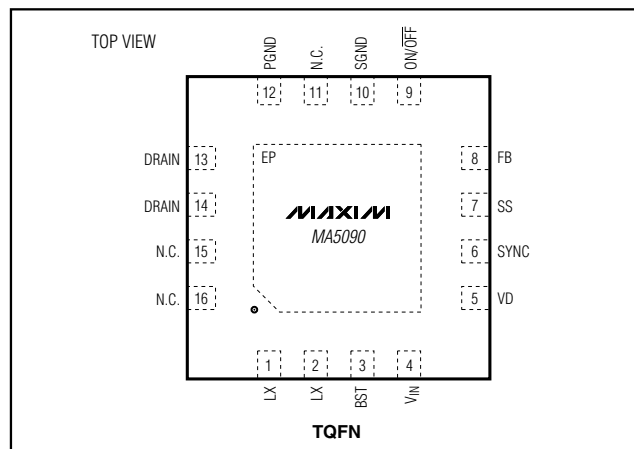 TOP VIEW
PGND
N.C.
SGND
ON/O̅F̅F̅
12
11
10
9
DRAIN 13
EP
8 FB
DRAIN 14
MAXIM
7 SS
N.C. 15
MA5090
6 SYNC
N.C. 16
5 VD
1
2
3
4
LX
LX
BST
VIN
TQFN